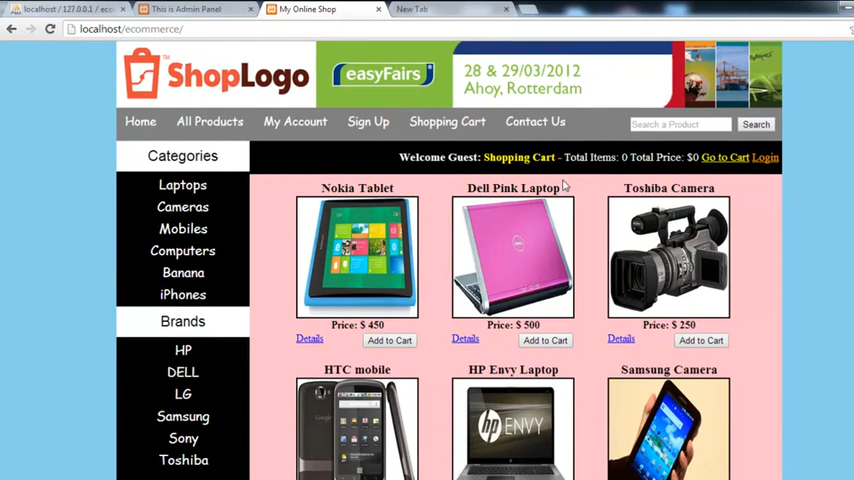 localhost / 127.0.0.1 / eco
This is Admin Panel
My Online Shop
New Tab
localhost/ecommerce/
ShopLogo
TM
easyFairs
28 & 29/03/2012
Ahoy, Rotterdam
Home
All Products
My Account
Sign Up
Shopping Cart
Contact Us
Search a Product
Search
Categories
Welcome Guest: Shopping Cart - Total Items: 0 Total Price: $0 Go to Cart Login
Laptops
Cameras
Mobiles
Computers
Banana
iPhones
Brands
HP
DELL
LG
Samsung
Sony
Toshiba
Nokia Tablet
Dell Pink Laptop
Toshiba Camera
Price: $ 450
Price: $ 500
Price: $ 250
Details
Add to Cart
Details
Add to Cart
Details
Add to Cart
HTC mobile
HP Envy Laptop
Samsung Camera
Google
hp ENVY